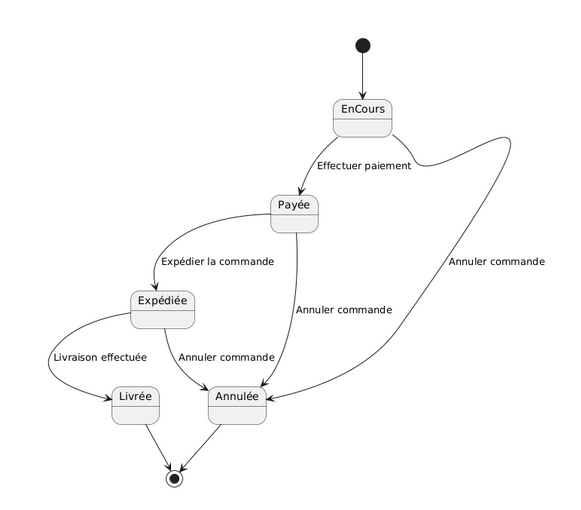 EnCours
Effectuer paiement
Payée
Expédier la commande
Annuler commande
Expédiée
Annuler commande
Livraison effectuée
Annuler commande
Livrée
Annulée